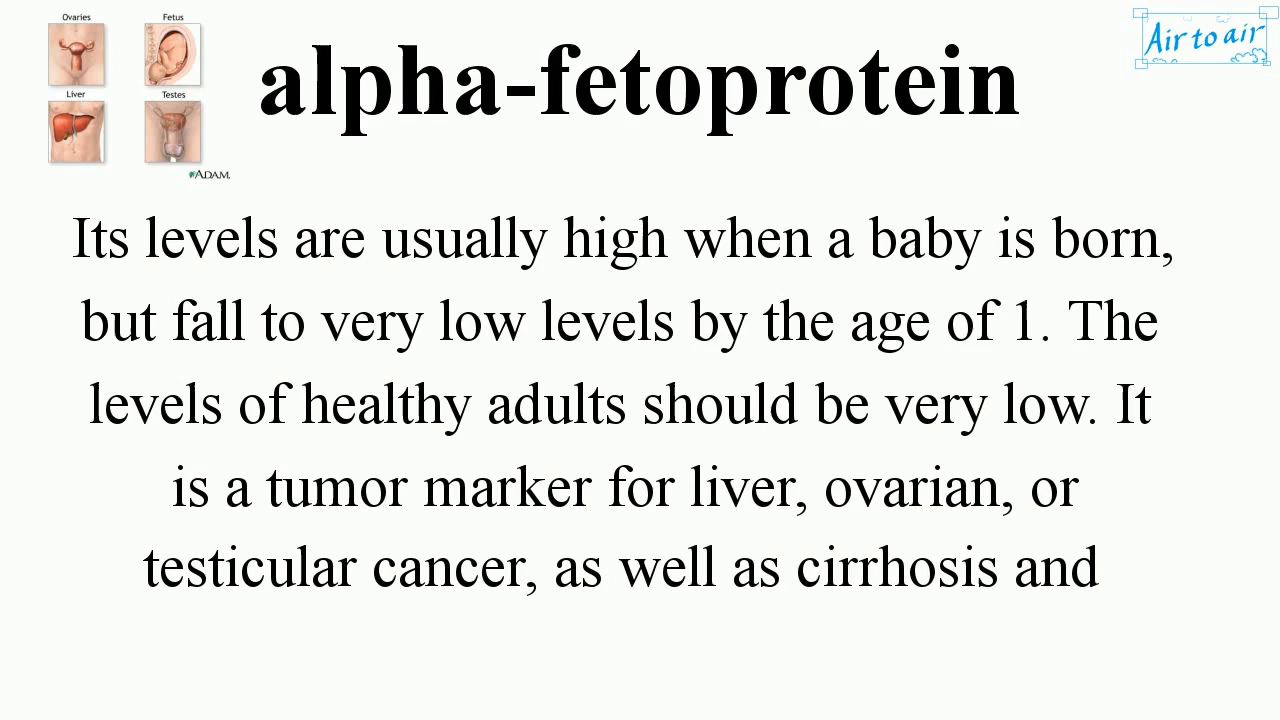 Ovaries
Fetus
Liver
Testes
ADAM.
alpha-fetoprotein
Air to air
Its levels are usually high when a baby is born,
but fall to very low levels by the age of 1. The
levels of healthy adults should be very low. It
is a tumor marker for liver, ovarian, or
testicular cancer, as well as cirrhosis and